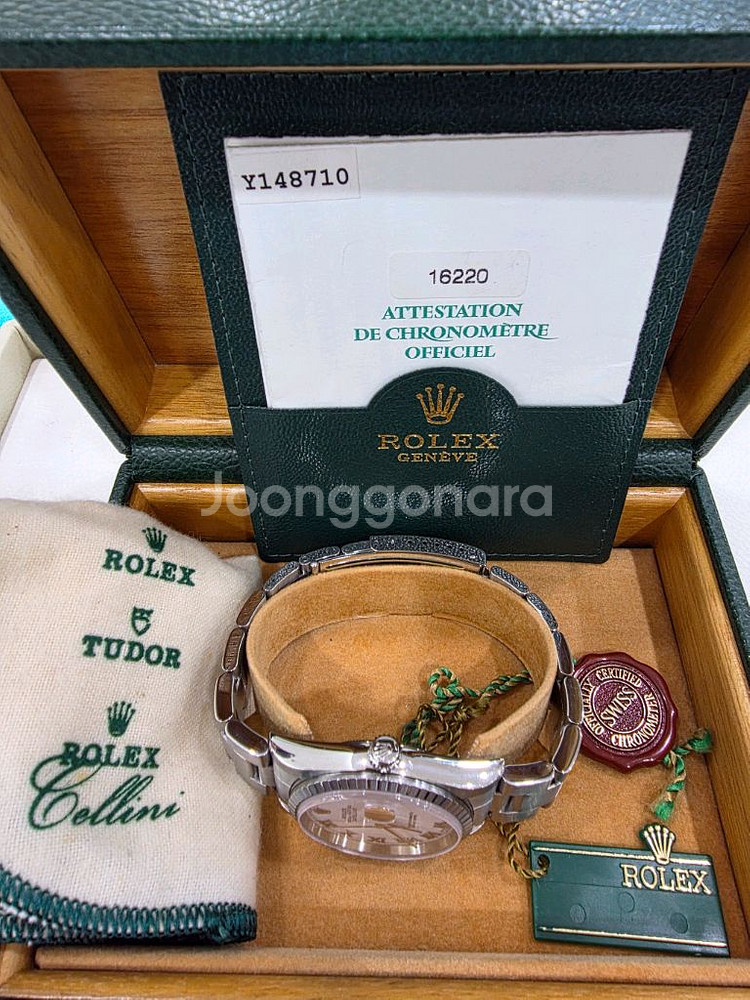 Y148710
16220
ATTESTATION
DE CHRONOMÈTRE
OFFICIEL
ROLEX
GENÈVE
Joonggonara
ROLEX
TUDOR
ROLEX
Cellini
OFFICIALLY CERTIFIED
SWISS
CHRONOMETER
ROLEX